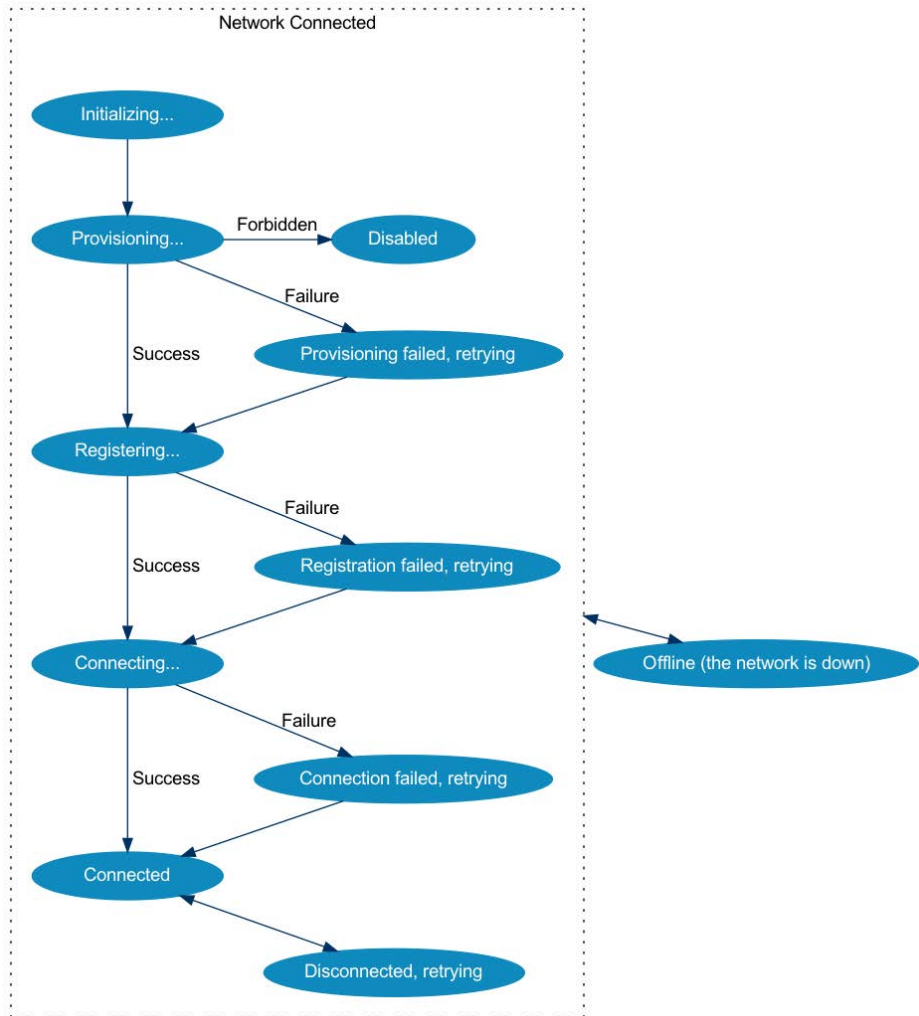 Network Connected
Initializing...
Provisioning...
Forbidden
Disabled
Failure
Success
Provisioning failed, retrying
Registering...
Failure
Success
Registration failed, retrying
Connecting...
Offline (the network is down)
Failure
Success
Connection failed, retrying
Connected
Disconnected, retrying